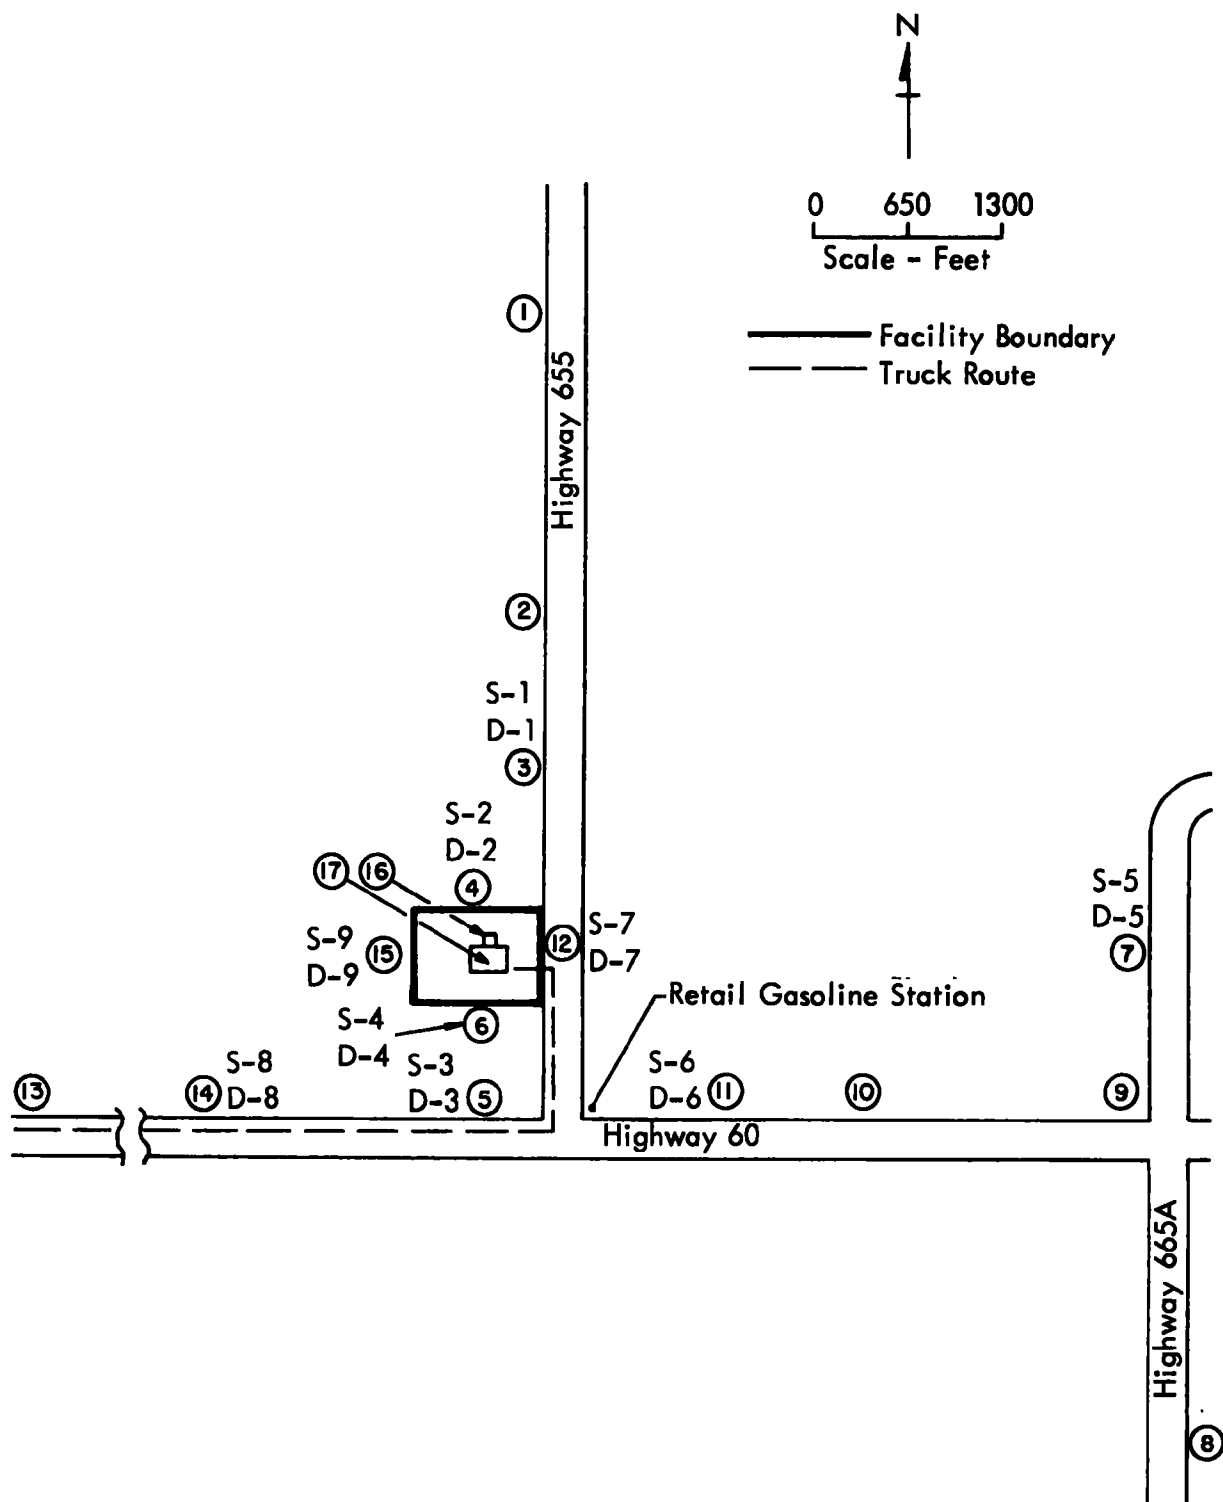 N
0 650 1300
Scale - Feet
Facility Boundary
Truck Route
1
Highway 655
2
S-1
D-1
3
S-2
D-2
17 16 4
S-9
D-9
15
12
S-7
D-7
S-5
D-5
7
S-4
D-4
6
Retail Gasoline Station
S-3
D-3
5
S-8
D-8
13 14
S-6
D-6
11 10 9
Highway 60
Highway 665A
8